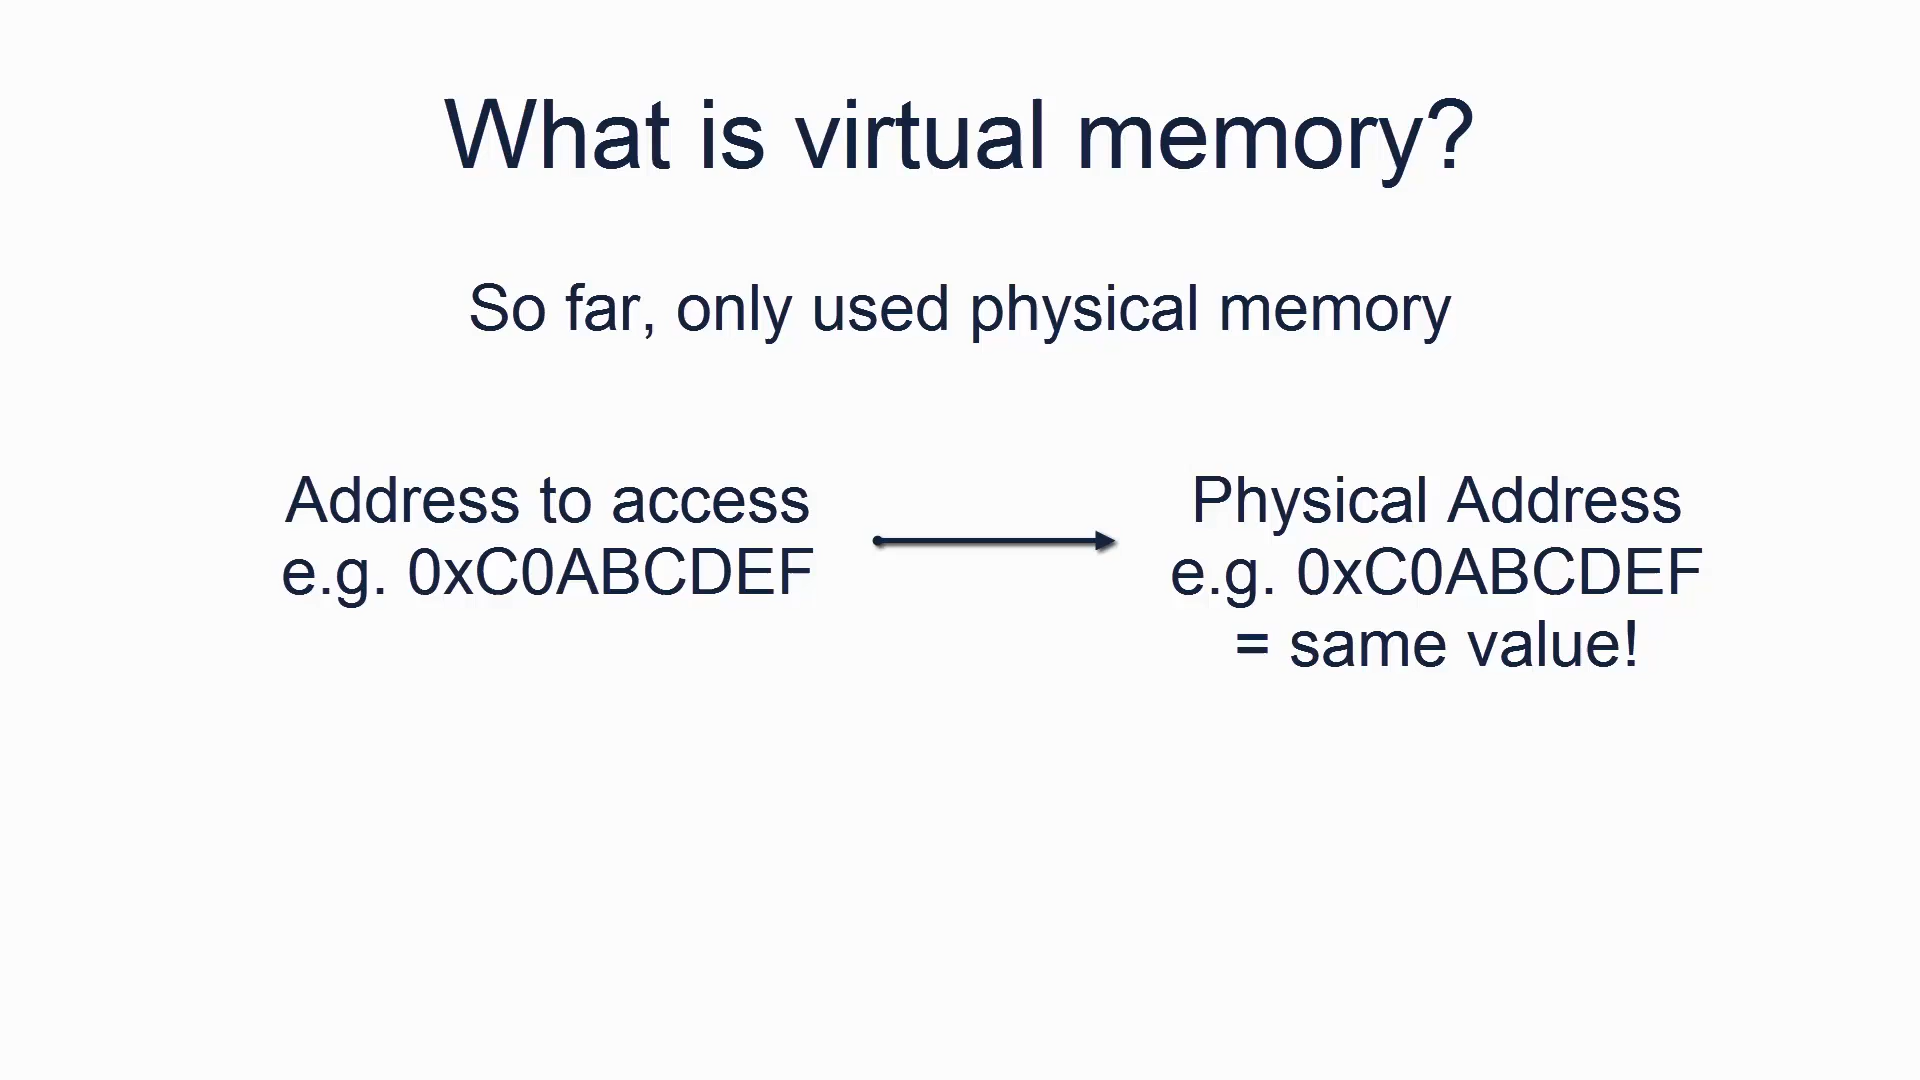 What is virtual memory?
So far, only used physical memory
Address to access
e.g. 0xC0ABCDEF
Physical Address
e.g. 0xC0ABCDEF
= same value!